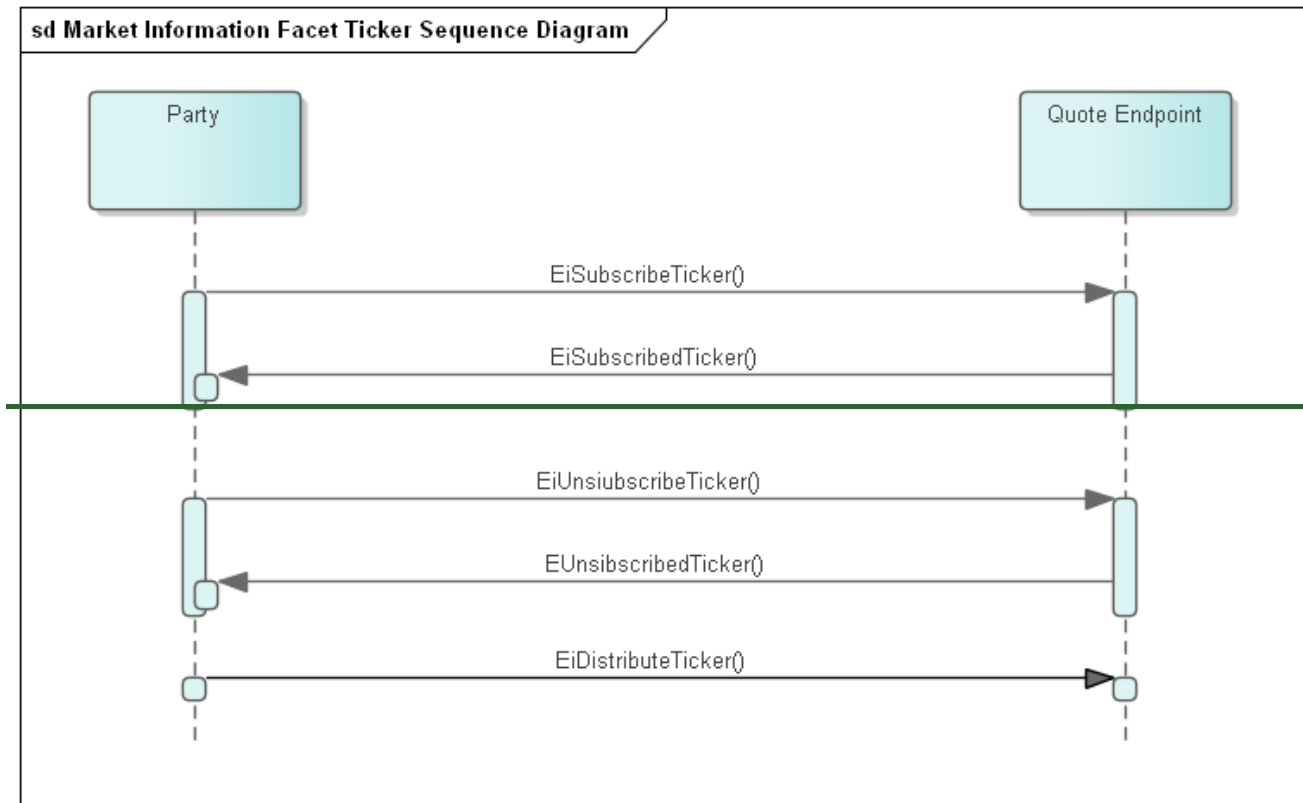 sd Market Information Facet Ticker Sequence Diagram
Party
Quote Endpoint
EiSubscribeTicker()
EiSubscribedTicker()
EiUnsiubscribeTicker()
EUnsibscribedTicker()
EiDistributeTicker()